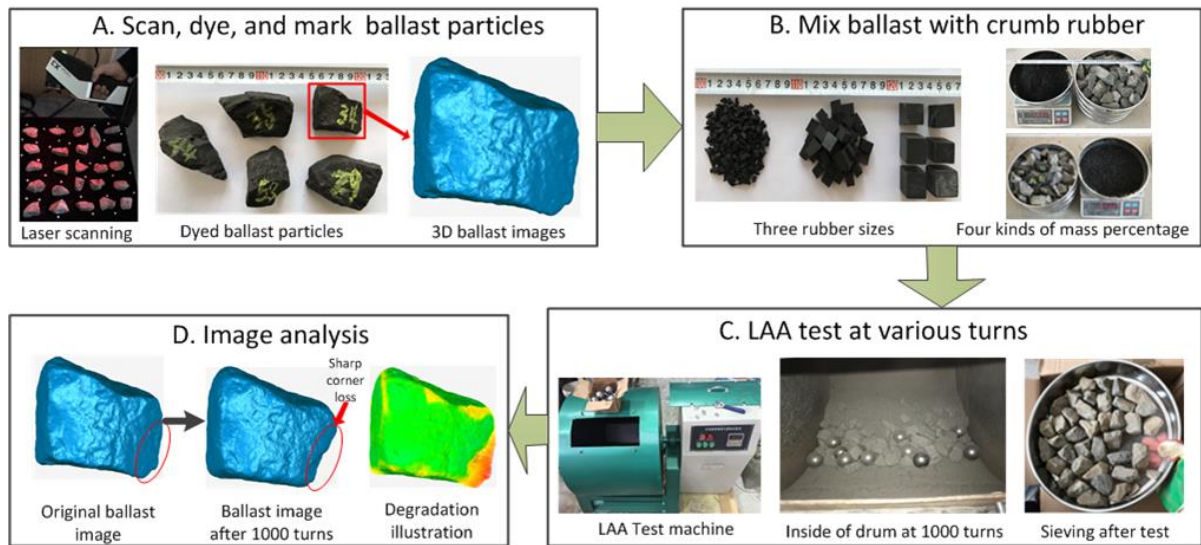 A. Scan, dye, and mark ballast particles
Laser scanning
Dyed ballast particles
3D ballast images
34
B. Mix ballast with crumb rubber
Three rubber sizes
Four kinds of mass percentage
C. LAA test at various turns
LAA Test machine
Inside of drum at 1000 turns
Sieving after test
D. Image analysis
Sharp
corner
loss
Original ballast
image
Ballast image
after 1000 turns
Degradation
illustration